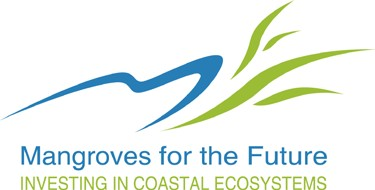 Mangroves for the Future
INVESTING IN COASTAL ECOSYSTEMS